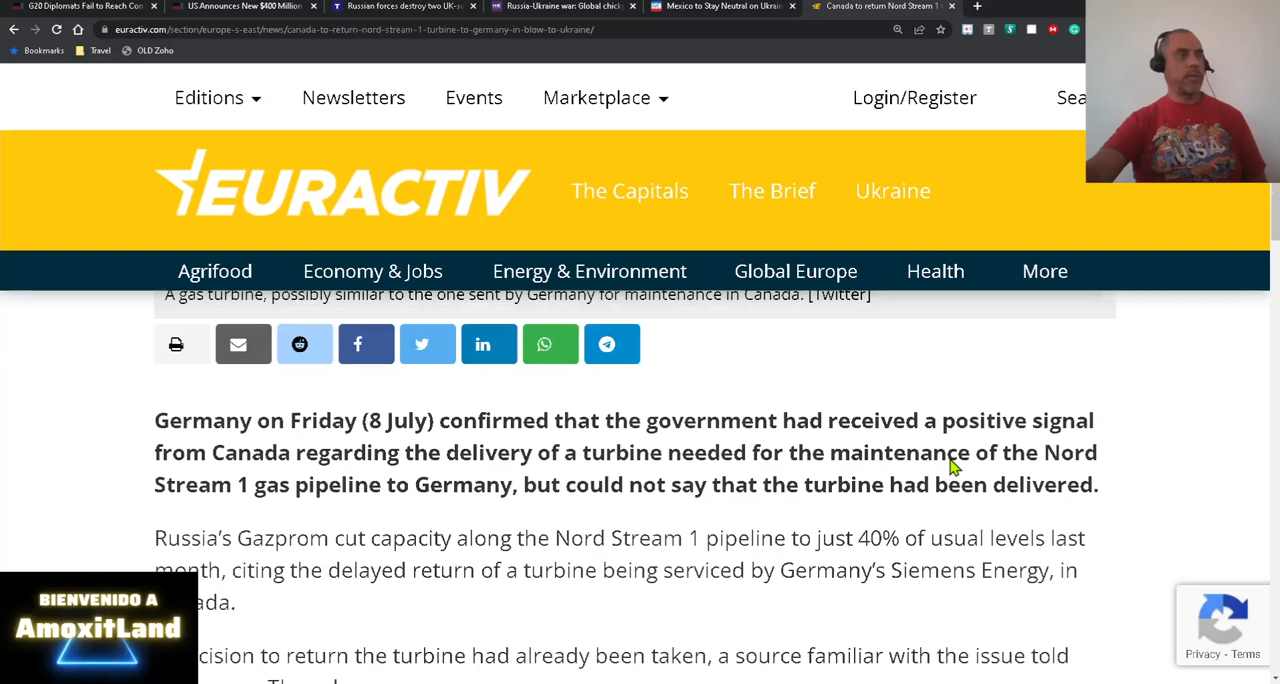 G20 Diplomats Fail to Reach Con
US Announces New $400 Million
Russian forces destroy two UK-su
Russia-Ukraine war: Global chick
Mexico to Stay Neutral on Ukrain
Canada to return Nord Stream 1
euractiv.com/section/europe-s-east/news/canada-to-return-nord-stream-1-turbine-to-germany-in-blow-to-ukraine/
Bookmarks Travel OLD Zoho
Editions Newsletters Events Marketplace Login/Register Sea
EURACTIV The Capitals The Brief Ukraine
Agrifood Economy & Jobs Energy & Environment Global Europe Health More
RUSSIA
A gas turbine, possibly similar to the one sent by Germany for maintenance in Canada. [Twitter]
Germany on Friday (8 July) confirmed that the government had received a positive signal
from Canada regarding the delivery of a turbine needed for the maintenance of the Nord
Stream 1 gas pipeline to Germany, but could not say that the turbine had been delivered.
Russia’s Gazprom cut capacity along the Nord Stream 1 pipeline to just 40% of usual levels last
month, citing the delayed return of a turbine being serviced by Germany’s Siemens Energy, in
ada.
cision to return the turbine had already been taken, a source familiar with the issue told
BIENVENIDO A
AmoxitLand
Privacy - Terms